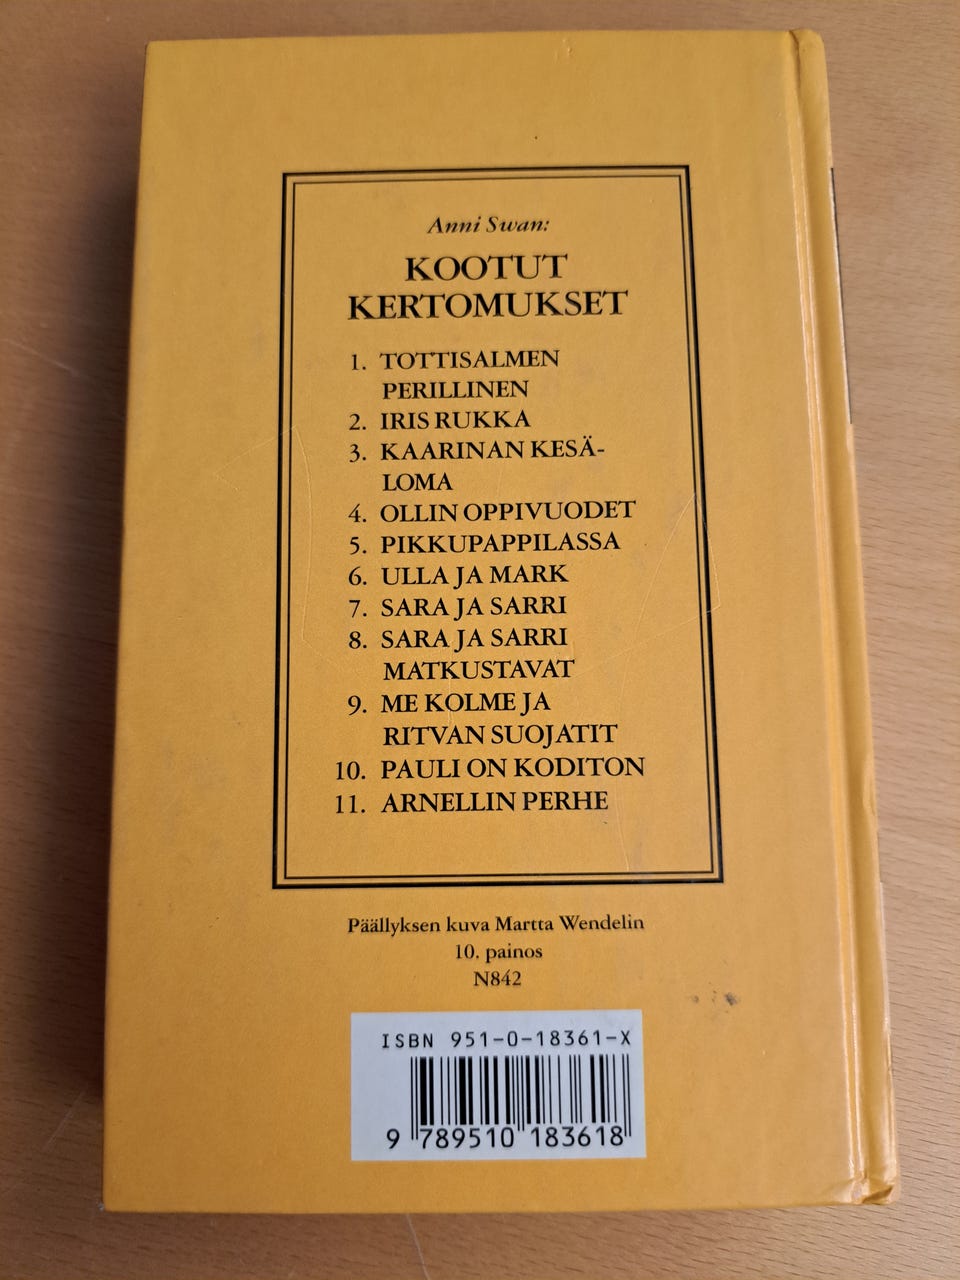 Anni Swan:
KOOTUT
KERTOMUKSET
1. TOTTISALMEN
PERILLINEN
2. IRIS RUKKA
3. KAARINAN KESÄ-
LOMA
4. OLLIN OPPIVUODET
5. PIKKUPAPPILASSA
6. ULLA JA MARK
7. SARA JA SARRI
8. SARA JA SARRI
MATKUSTAVAT
9. ME KOLME JA
RITVAN SUOJATIT
10. PAULI ON KODITON
11. ARNELLIN PERHE
Päällyksen kuva Martta Wendelin
10. painos
N842
ISBN 951-0-18361-X
9 789510 183618